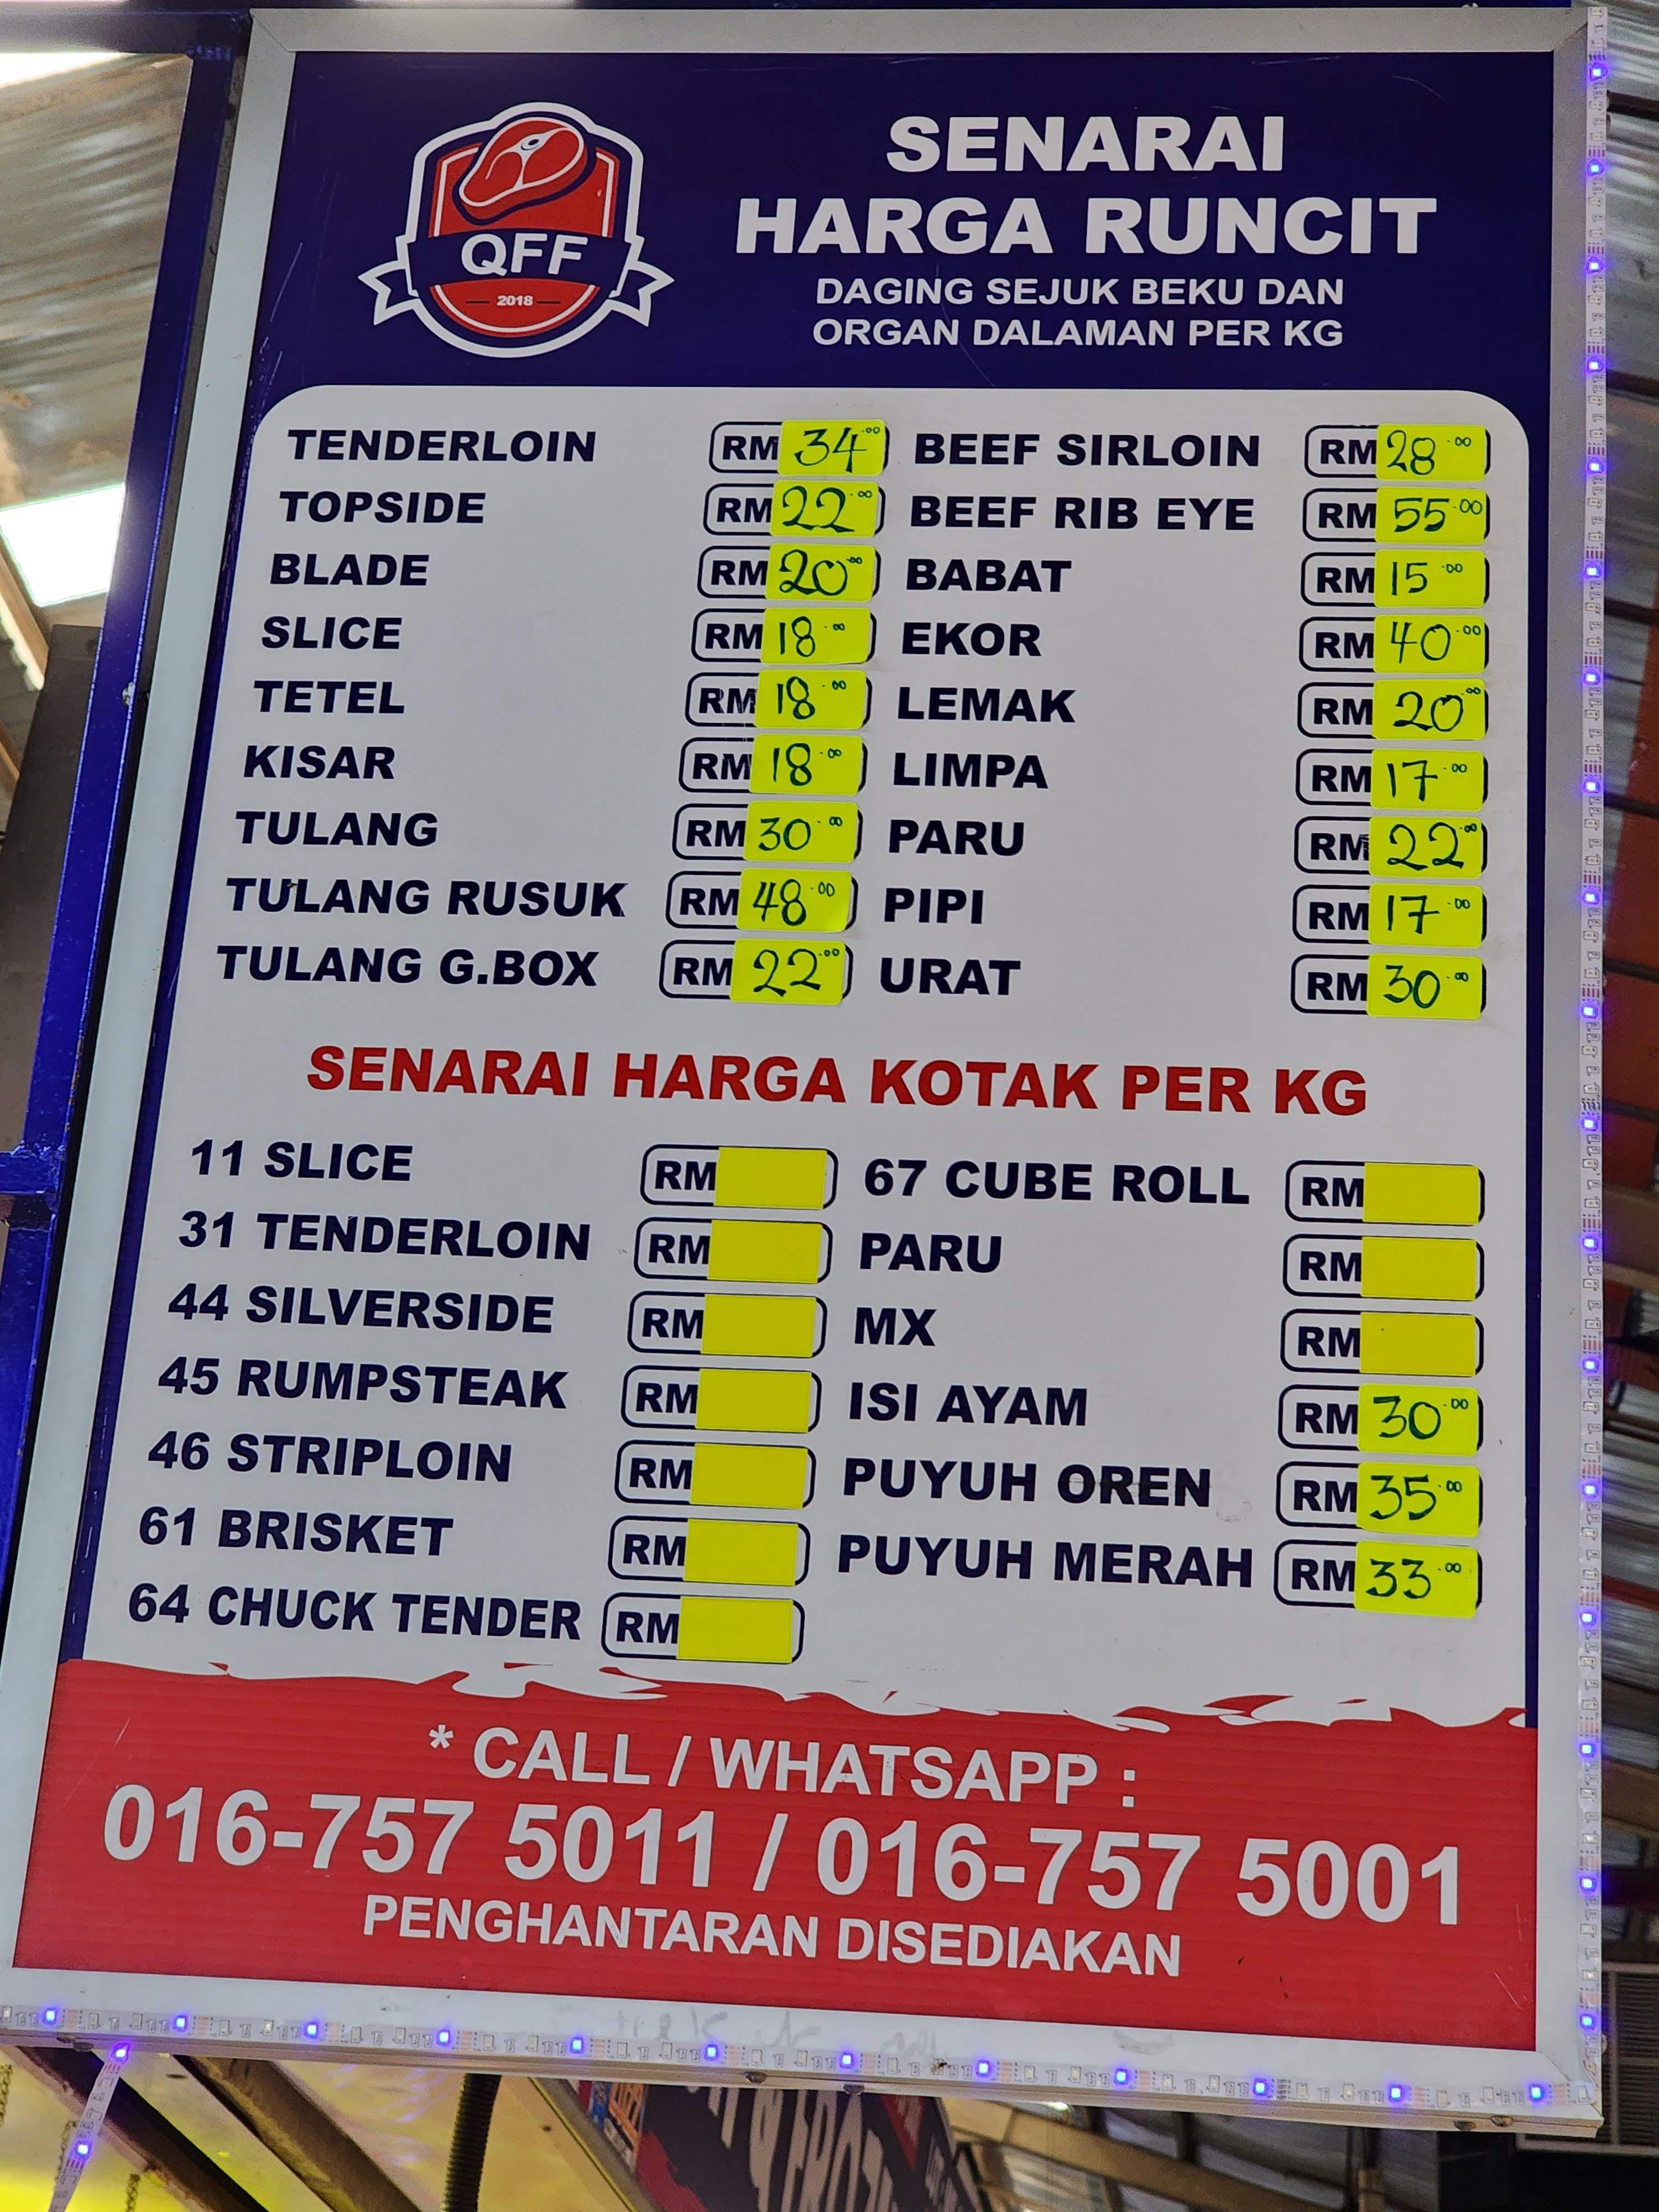 QFF
2018
SENARAI
HARGA RUNCIT
DAGING SEJUK BEKU DAN
ORGAN DALAMAN PER KG
TENDERLOIN RM 34.00 BEEF SIRLOIN RM 28.00
TOPSIDE RM 22.00 BEEF RIB EYE RM 55.00
BLADE RM 20.00 BABAT RM 15.00
SLICE RM 18.00 EKOR RM 40.00
TETEL RM 18.00 LEMAK RM 20.00
KISAR RM 18.00 LIMPA RM 17.00
TULANG RM 30.00 PARU RM 22.00
TULANG RUSUK RM 48.00 PIPI RM 17.00
TULANG G.BOX RM 22.00 URAT RM 30.00
SENARAI HARGA KOTAK PER KG
11 SLICE RM 67 CUBE ROLL RM
31 TENDERLOIN RM PARU RM
44 SILVERSIDE RM MX RM
45 RUMPSTEAK RM ISI AYAM RM 30.00
46 STRIPLOIN RM PUYUH OREN RM 35.00
61 BRISKET RM PUYUH MERAH RM 33.00
64 CHUCK TENDER RM
* CALL / WHATSAPP :
016-757 5011 / 016-757 5001
PENGHANTARAN DISEDIAKAN